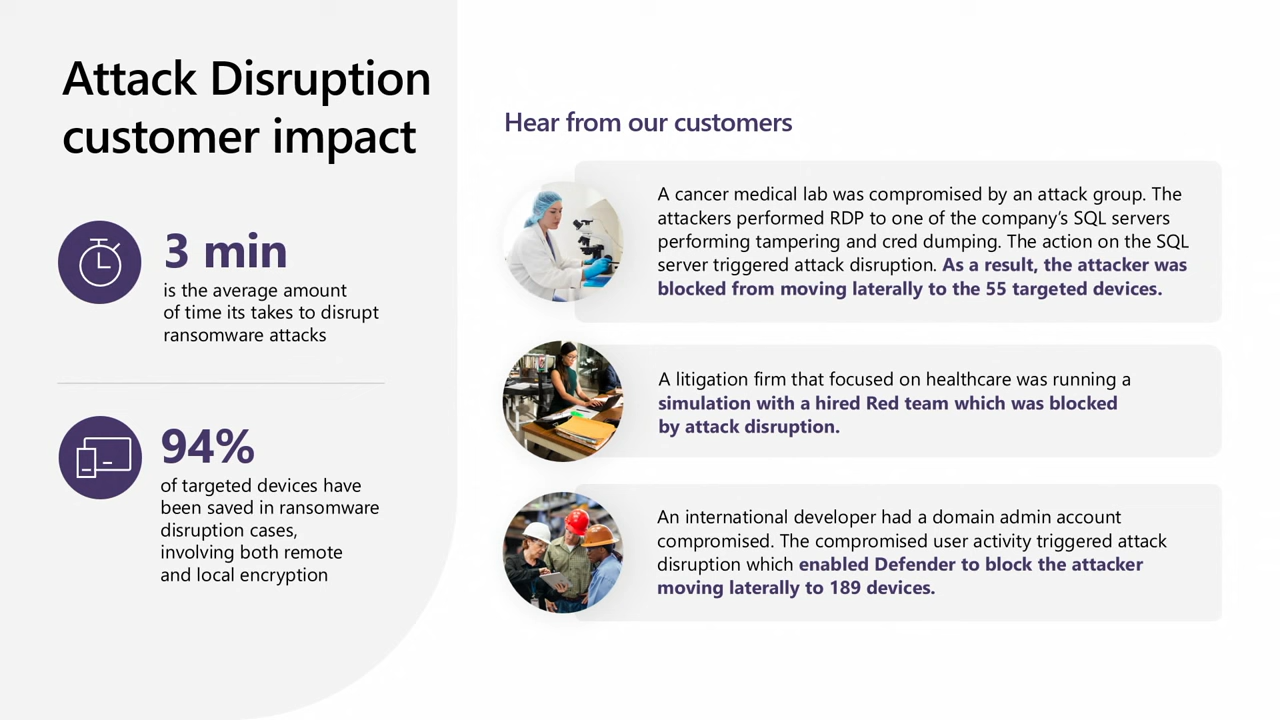 Attack Disruption
customer impact
3 min
is the average amount
of time its takes to disrupt
ransomware attacks
94%
of targeted devices have
been saved in ransomware
disruption cases,
involving both remote
and local encryption
Hear from our customers
A cancer medical lab was compromised by an attack group. The
attackers performed RDP to one of the company's SQL servers
performing tampering and cred dumping. The action on the SQL
server triggered attack disruption. As a result, the attacker was
blocked from moving laterally to the 55 targeted devices.
A litigation firm that focused on healthcare was running a
simulation with a hired Red team which was blocked
by attack disruption.
An international developer had a domain admin account
compromised. The compromised user activity triggered attack
disruption which enabled Defender to block the attacker
moving laterally to 189 devices.